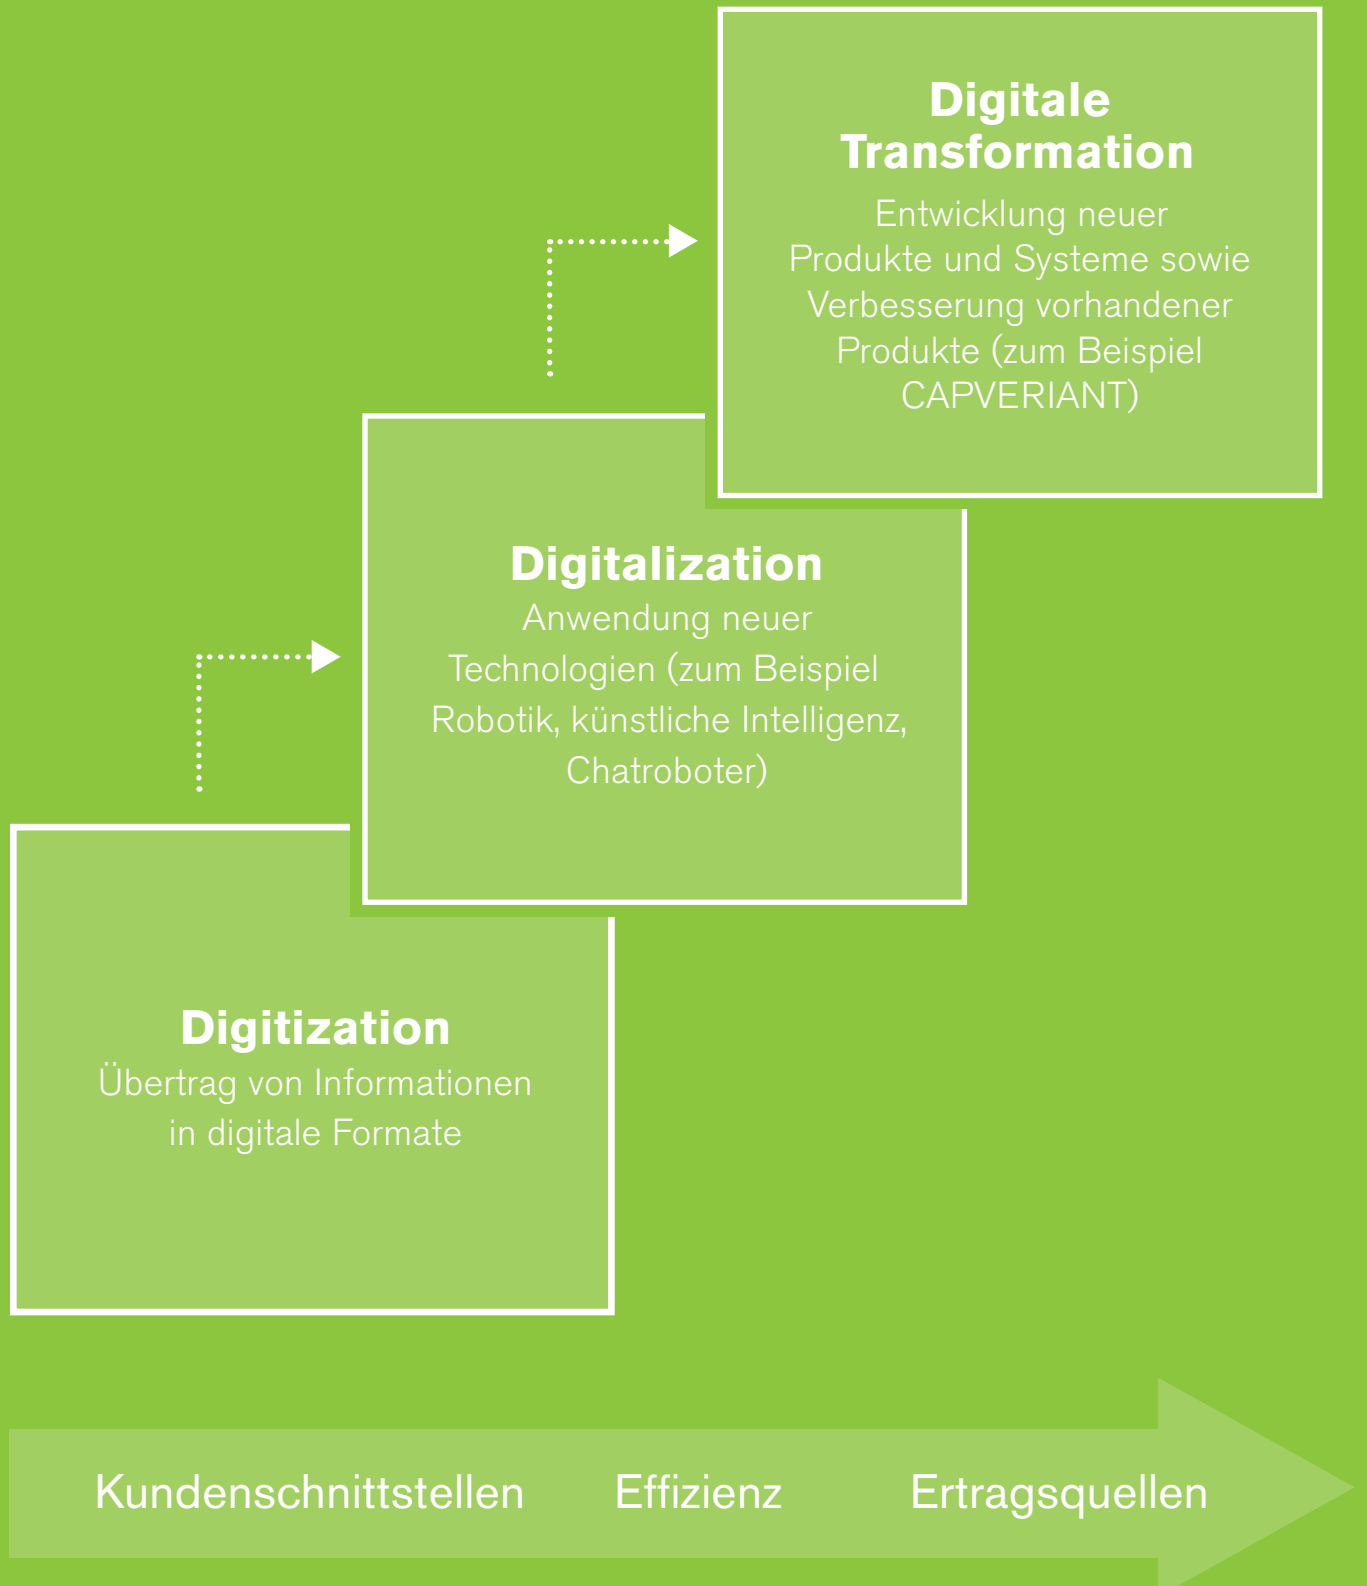 Digitale
Transformation
Entwicklung neuer
Produkte und Systeme sowie
Verbesserung vorhandener
Produkte (zum Beispiel
CAPVERIANT)
Digitalization
Anwendung neuer
Technologien (zum Beispiel
Robotik, künstliche Intelligenz,
Chatroboter)
Digitization
Übertrag von Informationen
in digitale Formate
Kundenschnittstellen Effizienz Ertragsquellen